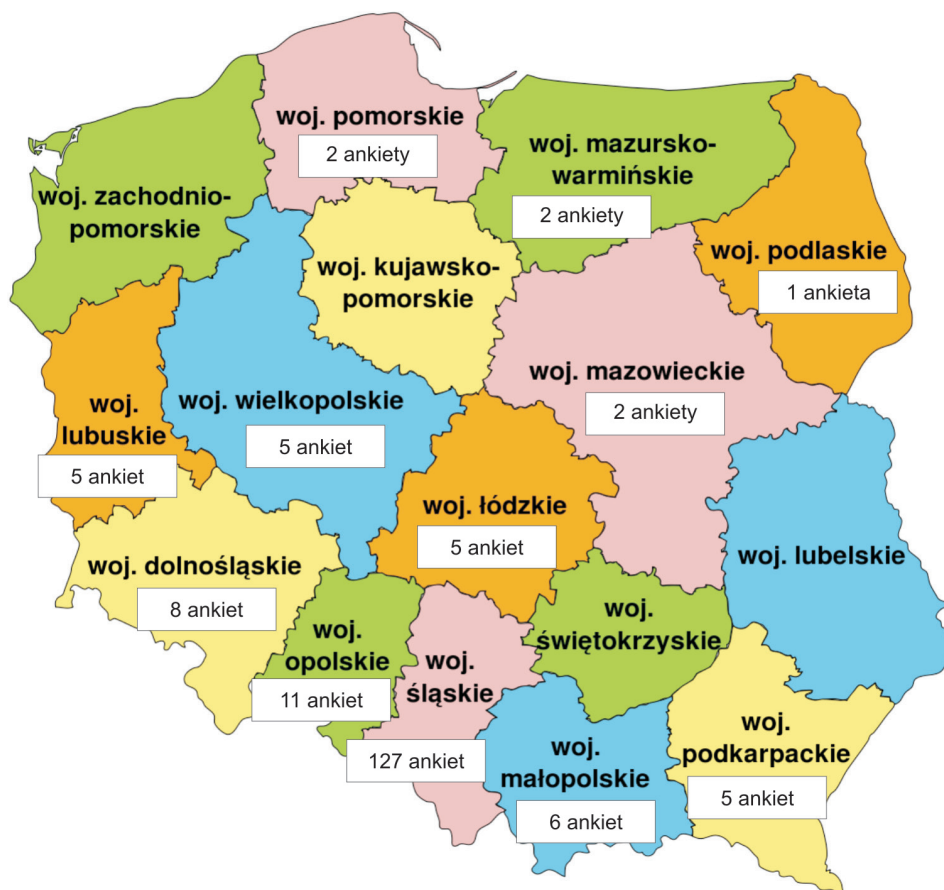 woj. pomorskie
2 ankiety
woj. mazursko-
warmińskie
2 ankiety
woj. zachodnio-
pomorskie
woj. podlaskie
1 ankieta
woj. kujawsko-
pomorskie
woj. mazowieckie
2 ankiety
woj. wielkopolskie
5 ankiet
woj.
lubuskie
5 ankiet
woj. łódzkie
5 ankiet
woj. lubelskie
woj. dolnośląskie
8 ankiet
woj.
świętokrzyskie
woj.
opolskie
11 ankiet
woj.
śląskie
127 ankiet
woj.
małopolskie
6 ankiet
woj.
podkarpackie
5 ankiet